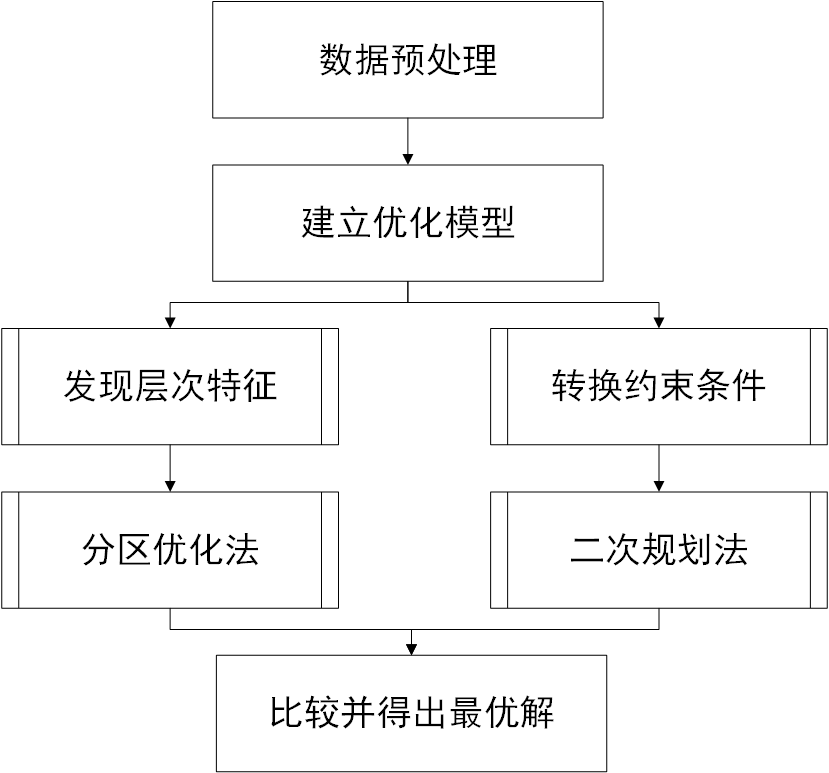 数据预处理
建立优化模型
发现层次特征
转换约束条件
分区优化法
二次规划法
比较并得出最优解